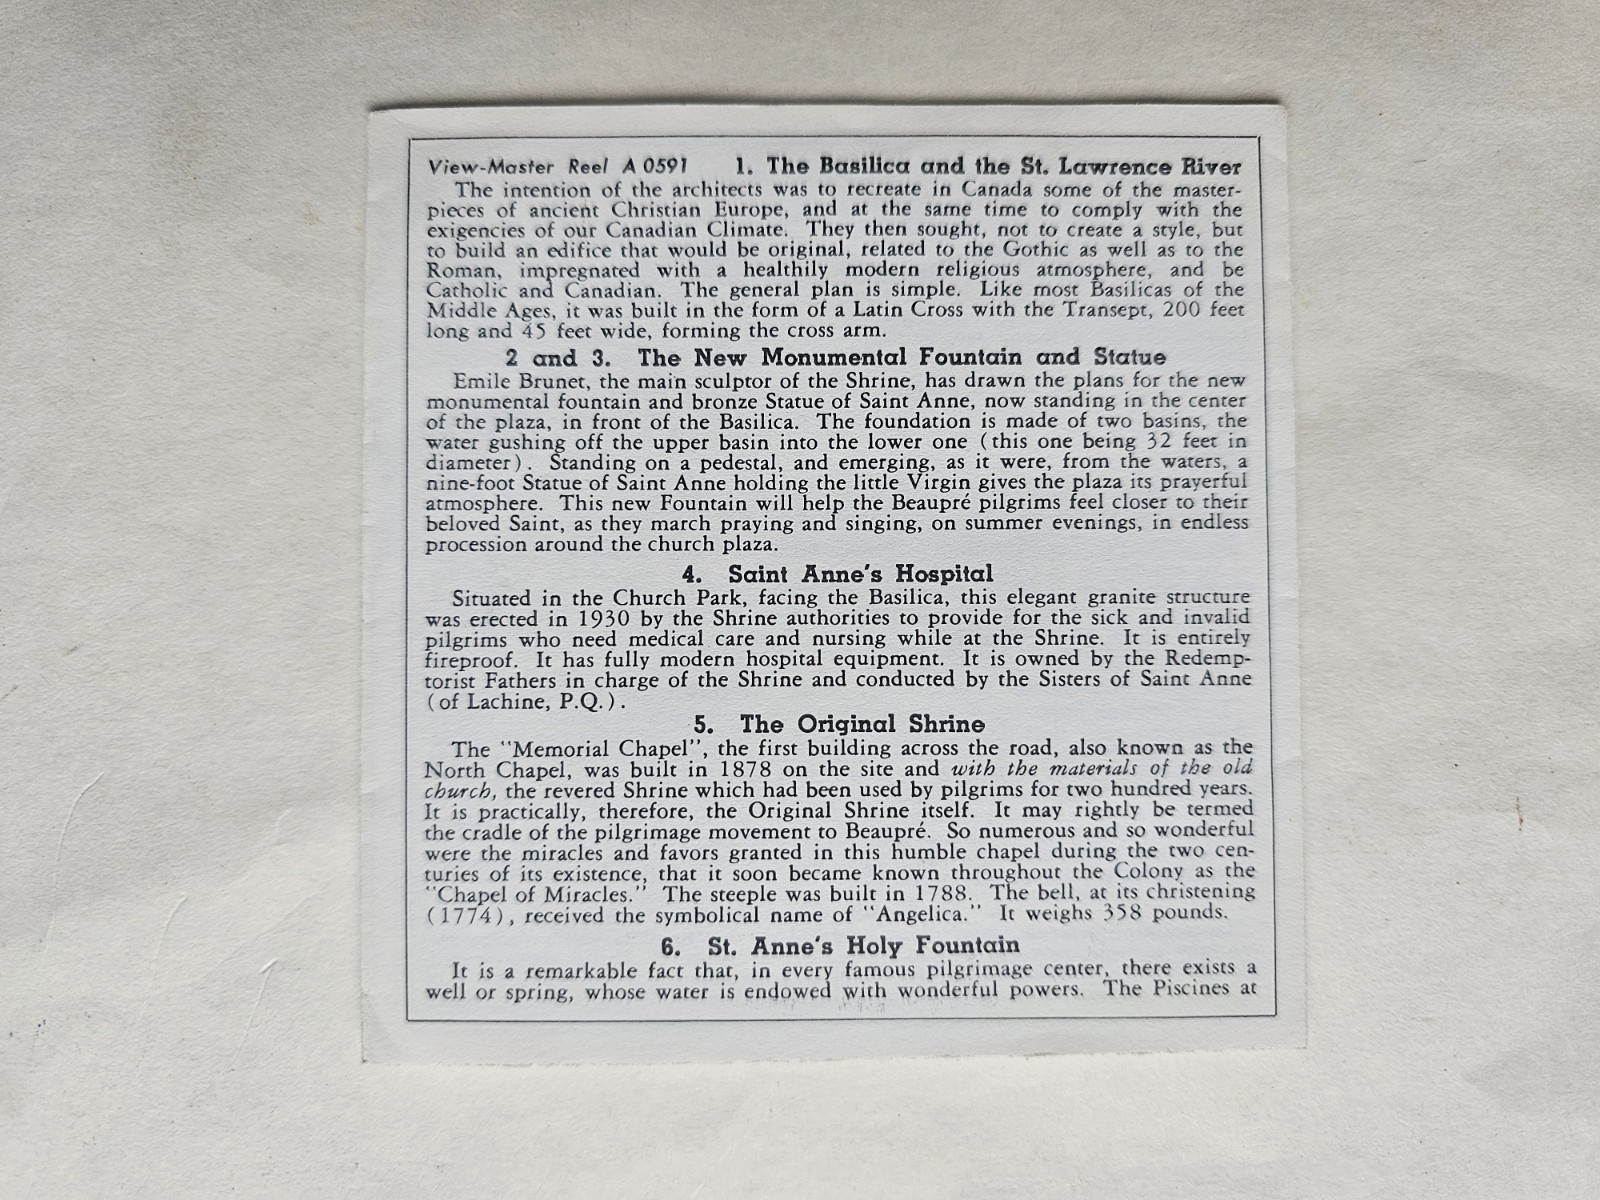 View-Master Reel A 0591 1. The Basilica and the St. Lawrence River
The intention of the architects was to recreate in Canada some of the master-
pieces of ancient Christian Europe, and at the same time to comply with the
exigencies of our Canadian Climate. They then sought, not to create a style, but
to build an edifice that would be original, related to the Gothic as well as to the
Roman, impregnated with a healthily modern religious atmosphere, and be
Catholic and Canadian. The general plan is simple. Like most Basilicas of the
Middle Ages, it was built in the form of a Latin Cross with the Transept, 200 feet
long and 45 feet wide, forming the cross arm.
2 and 3. The New Monumental Fountain and Statue
Emile Brunet, the main sculptor of the Shrine, has drawn the plans for the new
monumental fountain and bronze Statue of Saint Anne, now standing in the center
of the plaza, in front of the Basilica. The foundation is made of two basins, the
water gushing off the upper basin into the lower one (this one being 32 feet in
diameter). Standing on a pedestal, and emerging, as it were, from the waters, a
nine-foot Statue of Saint Anne holding the little Virgin gives the plaza its prayerful
atmosphere. This new Fountain will help the Beaupré pilgrims feel closer to their
beloved Saint, as they march praying and singing, on summer evenings, in endless
procession around the church plaza.
4. Saint Anne's Hospital
Situated in the Church Park, facing the Basilica, this elegant granite structure
was erected in 1930 by the Shrine authorities to provide for the sick and invalid
pilgrims who need medical care and nursing while at the Shrine. It is entirely
fireproof. It has fully modern hospital equipment. It is owned by the Redemp-
torist Fathers in charge of the Shrine and conducted by the Sisters of Saint Anne
(of Lachine, P.Q.).
5. The Original Shrine
The "Memorial Chapel", the first building across the road, also known as the
North Chapel, was built in 1878 on the site and with the materials of the old
church, the revered Shrine which had been used by pilgrims for two hundred years.
It is practically, therefore, the Original Shrine itself. It may rightly be termed
the cradle of the pilgrimage movement to Beaupré. So numerous and so wonderful
were the miracles and favors granted in this humble chapel during the two cen-
turies of its existence, that it soon became known throughout the Colony as the
"Chapel of Miracles." The steeple was built in 1788. The bell, at its christening
(1774), received the symbolical name of "Angelica." It weighs 358 pounds.
6. St. Anne's Holy Fountain
It is a remarkable fact that, in every famous pilgrimage center, there exists a
well or spring, whose water is endowed with wonderful powers. The Piscines at